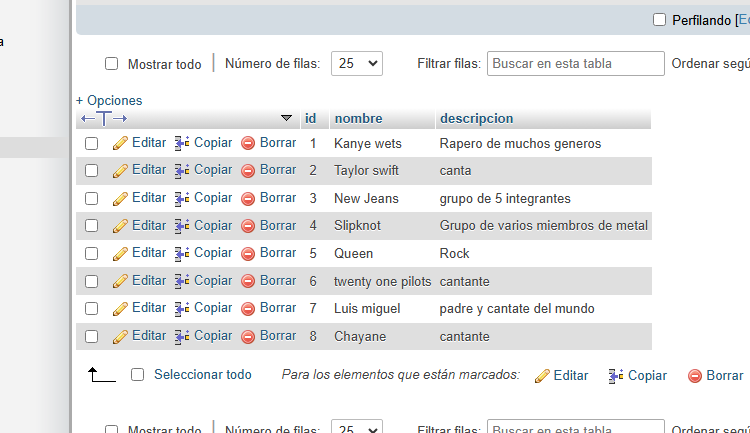 a
Perfilando [Ed
Mostrar todo Número de filas: 25 Filtrar filas: Buscar en esta tabla Ordenar segú
+ Opciones
←T→ id nombre descripcion
Editar Copiar Borrar 1 Kanye wets Rapero de muchos generos
Editar Copiar Borrar 2 Taylor swift canta
Editar Copiar Borrar 3 New Jeans grupo de 5 integrantes
Editar Copiar Borrar 4 Slipknot Grupo de varios miembros de metal
Editar Copiar Borrar 5 Queen Rock
Editar Copiar Borrar 6 twenty one pilots cantante
Editar Copiar Borrar 7 Luis miguel padre y cantate del mundo
Editar Copiar Borrar 8 Chayane cantante
Seleccionar todo Para los elementos que están marcados: Editar Copiar Borrar
Mostrar todo Número de filas: 25 Filtrar filas: Buscar en esta tabla Ordenar segú